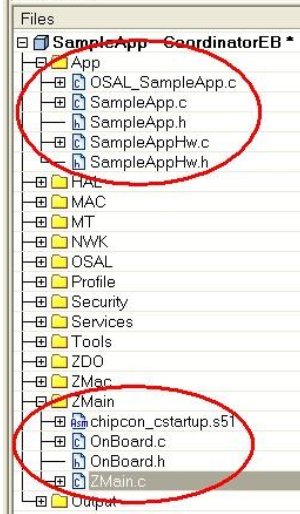 Files
SampleApp - CoordinatorEB *
App
OSAL_SampleApp.c
SampleApp.c
SampleApp.h
SampleAppHw.c
SampleAppHw.h
HAL
MAC
MT
NWK
OSAL
Profile
Security
Services
Tools
ZDO
ZMac
ZMain
chipcon_cstartup.s51
OnBoard.c
OnBoard.h
ZMain.c
Output